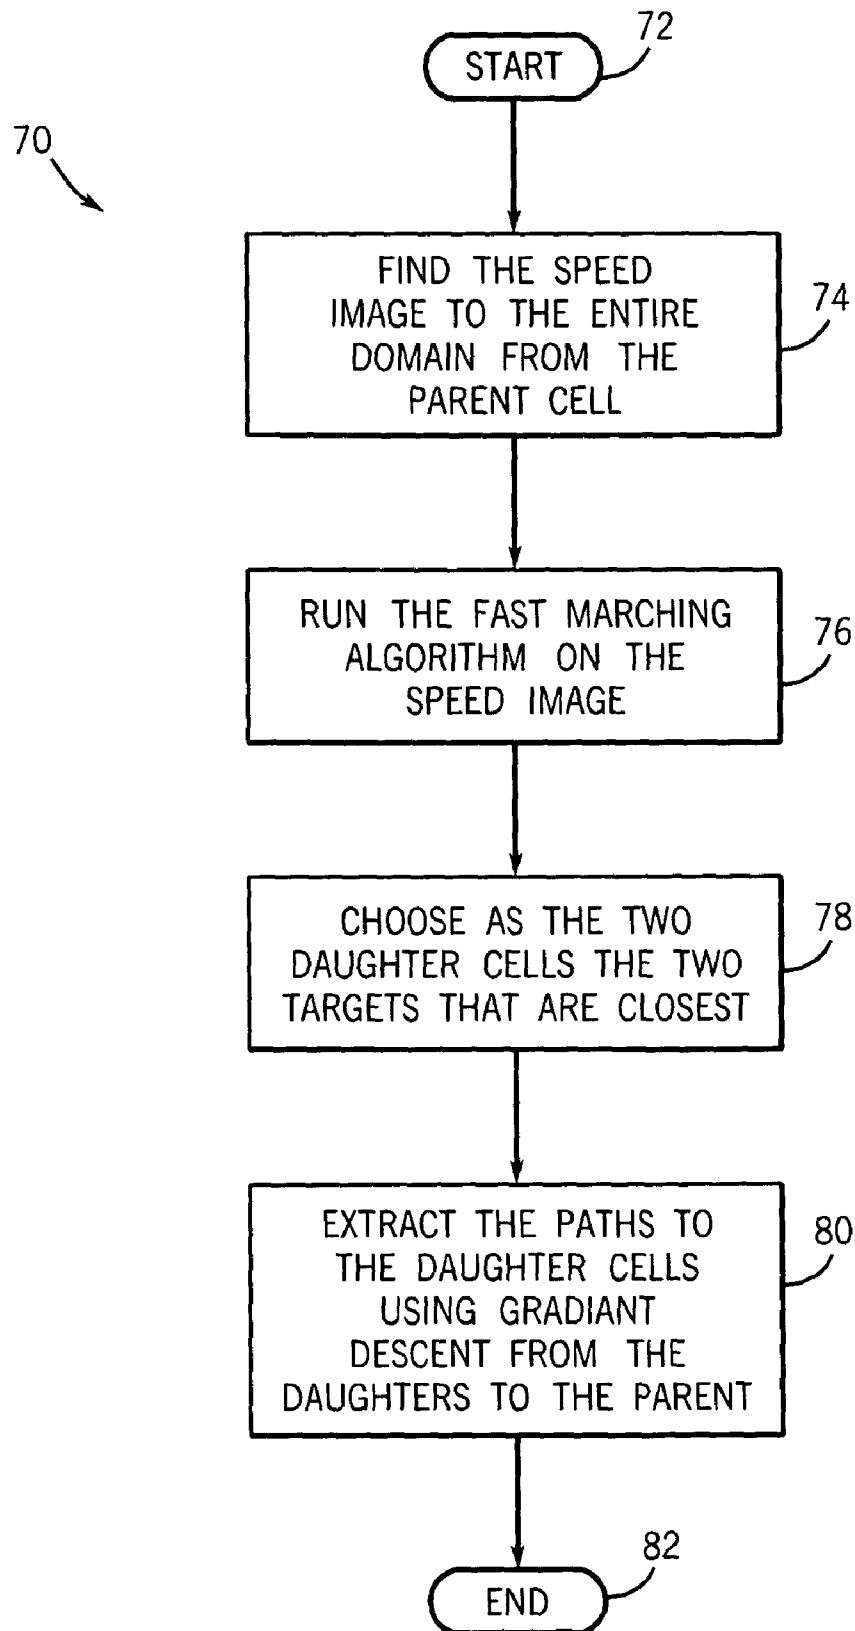 72
START
70
FIND THE SPEED
IMAGE TO THE ENTIRE
DOMAIN FROM THE
PARENT CELL
74
RUN THE FAST MARCHING
ALGORITHM ON THE
SPEED IMAGE
76
CHOOSE AS THE TWO
DAUGHTER CELLS THE TWO
TARGETS THAT ARE CLOSEST
78
EXTRACT THE PATHS TO
THE DAUGHTER CELLS
USING GRADIANT
DESCENT FROM THE
DAUGHTERS TO THE PARENT
80
82
END